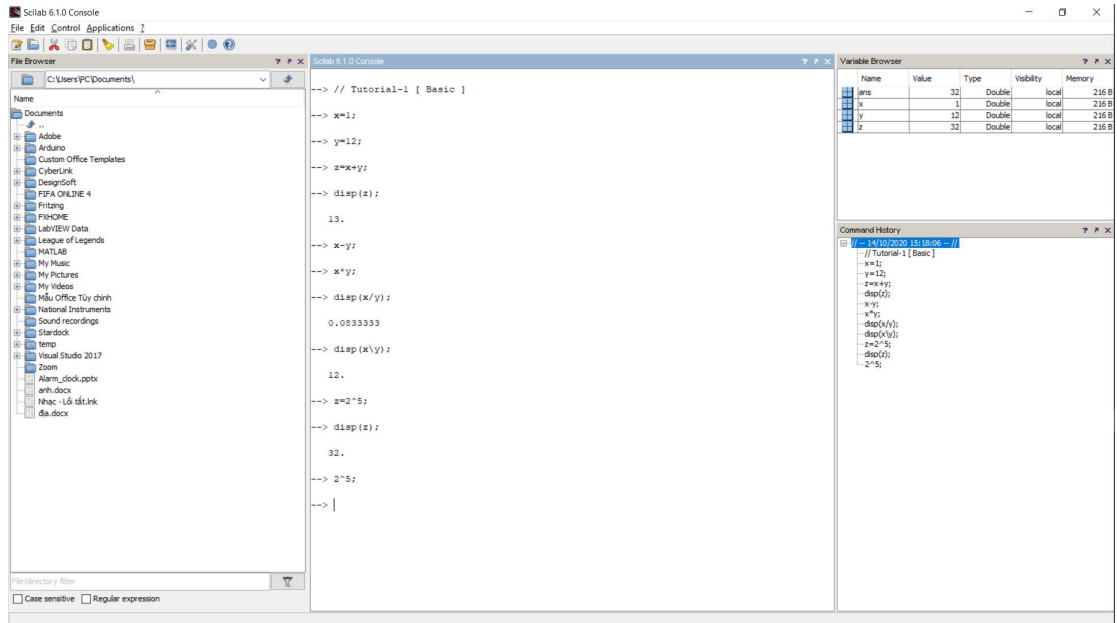 Scilab 6.1.0 Console
File Edit Control Applications ?
File Browser ? ↗ X
C:\Users\PC\Documents\
Name
Documents
..
Adobe
Arduino
Custom Office Templates
CyberLink
DesignSoft
FIFA ONLINE 4
Fritzing
FXHOME
LabVIEW Data
League of Legends
MATLAB
My Music
My Pictures
My Videos
Mẫu Office Tùy chỉnh
National Instruments
Sound recordings
Stardock
temp
Visual Studio 2017
Zoom
Alarm_clock.pptx
anh.docx
Nhạc - Lối tắt.lnk
địa.docx
File/directory filter
Case sensitive Regular expression
Scilab 6.1.0 Console ? ↗ X
--> // Tutorial-1 [ Basic ]
--> x=1;
--> y=12;
--> z=x+y;
--> disp(z);
13.
--> x-y;
--> x*y;
--> disp(x/y);
0.0833333
--> disp(x\y);
12.
--> z=2^5;
--> disp(z);
32.
--> 2^5;
-->
Variable Browser ? ↗ X
Name Value Type Visibility Memory
ans 32 Double local 216 B
x 1 Double local 216 B
y 12 Double local 216 B
z 32 Double local 216 B
Command History ? ↗ X
// -- 14/10/2020 15:18:06 -- //
// Tutorial-1 [ Basic ]
x=1;
y=12;
z=x+y;
disp(z);
x-y;
x*y;
disp(x/y);
disp(x\y);
z=2^5;
disp(z);
2^5;